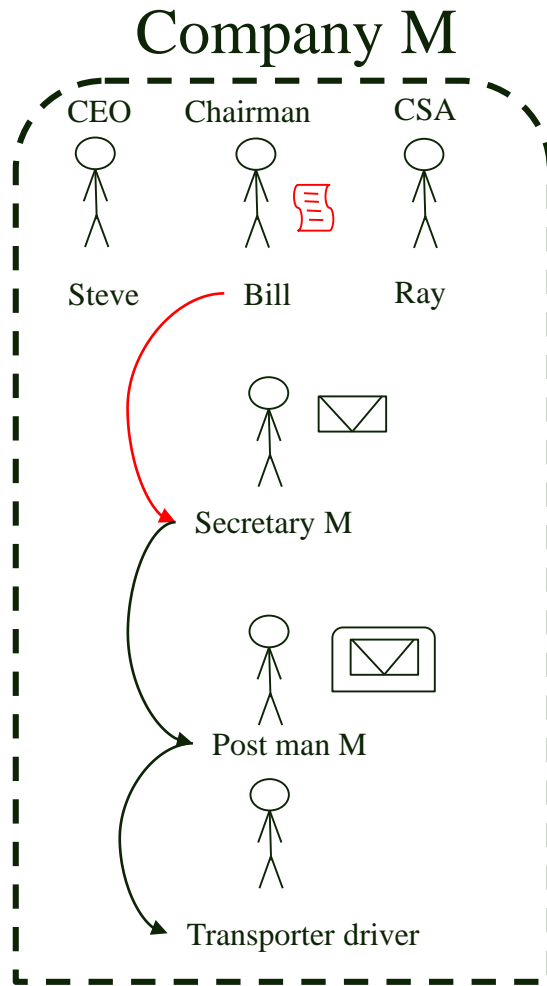 Company M
CEO Chairman CSA
Steve Bill Ray
Secretary M
Post man M
Transporter driver